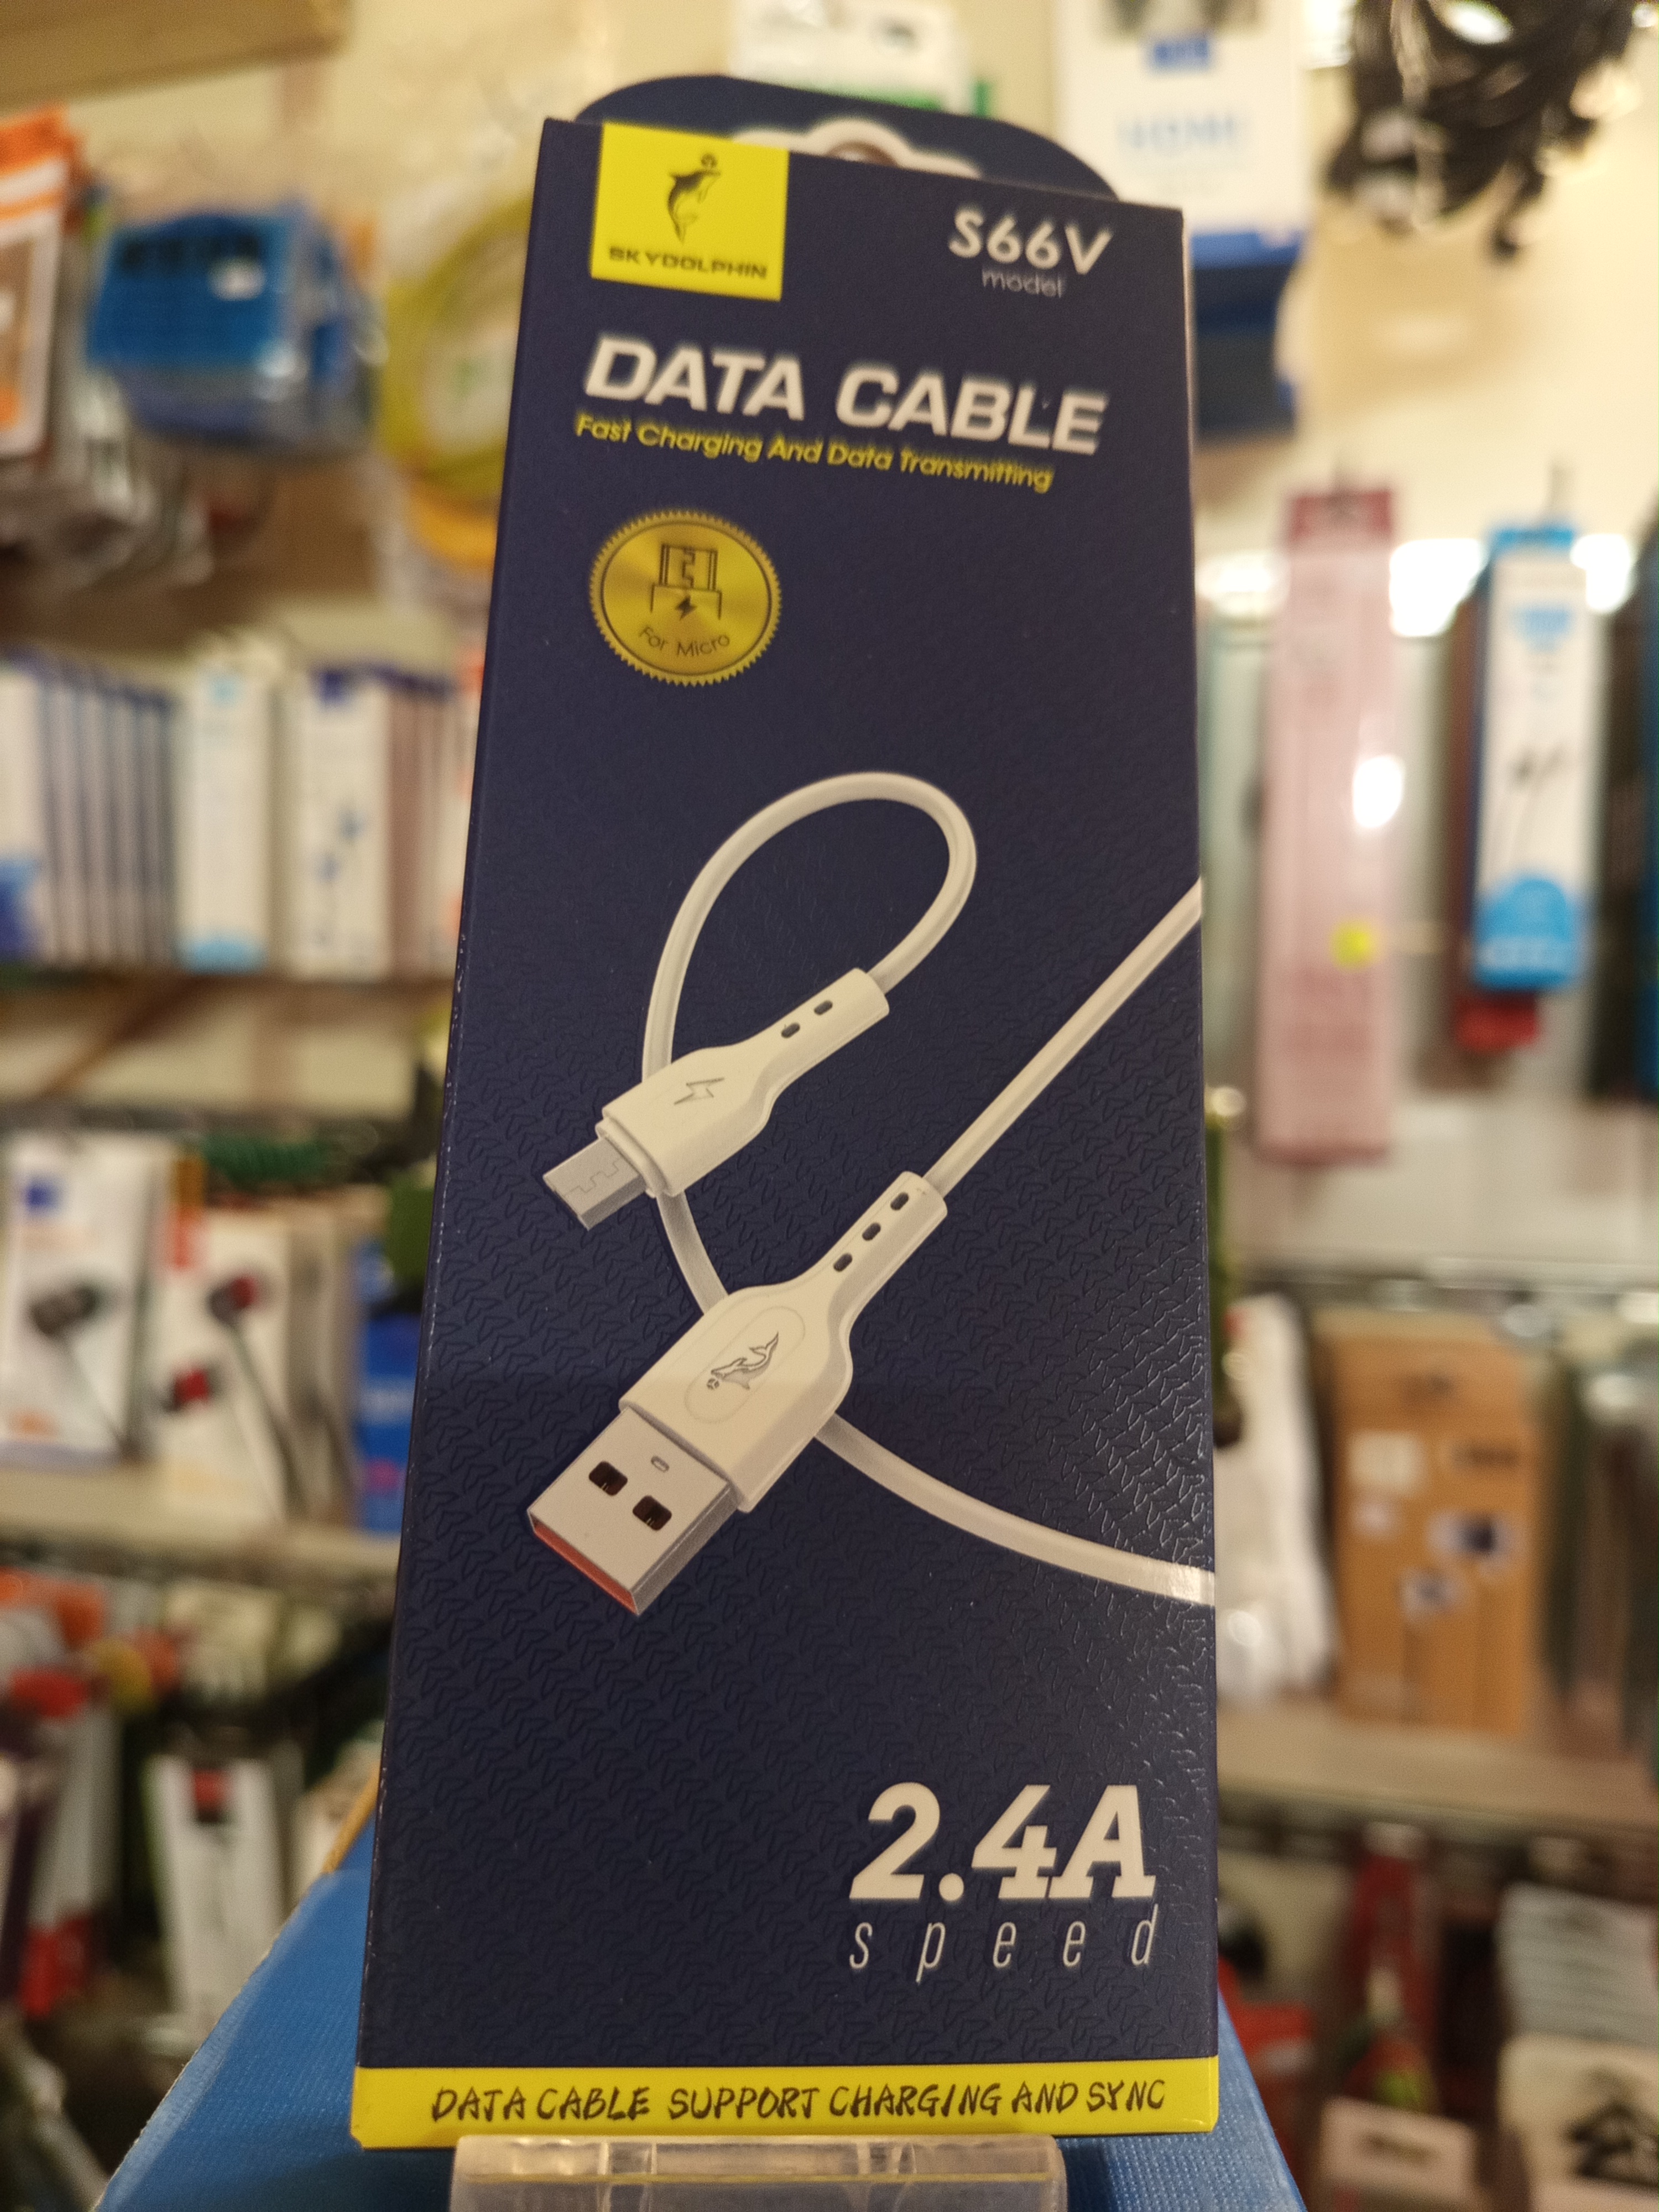 SKYDOLPHIN
S66V
model
DATA CABLE
Fast Charging And Data Transmitting
For Micro
2.4A
speed
DATA CABLE SUPPORT CHARGING AND SYNC
HDMI